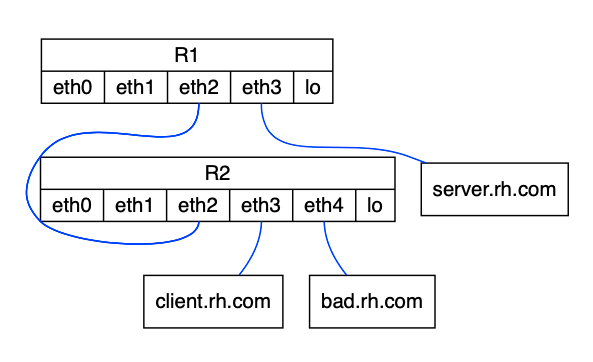 R1
eth0 eth1 eth2 eth3 lo
R2
eth0 eth1 eth2 eth3 eth4 lo
server.rh.com
client.rh.com bad.rh.com